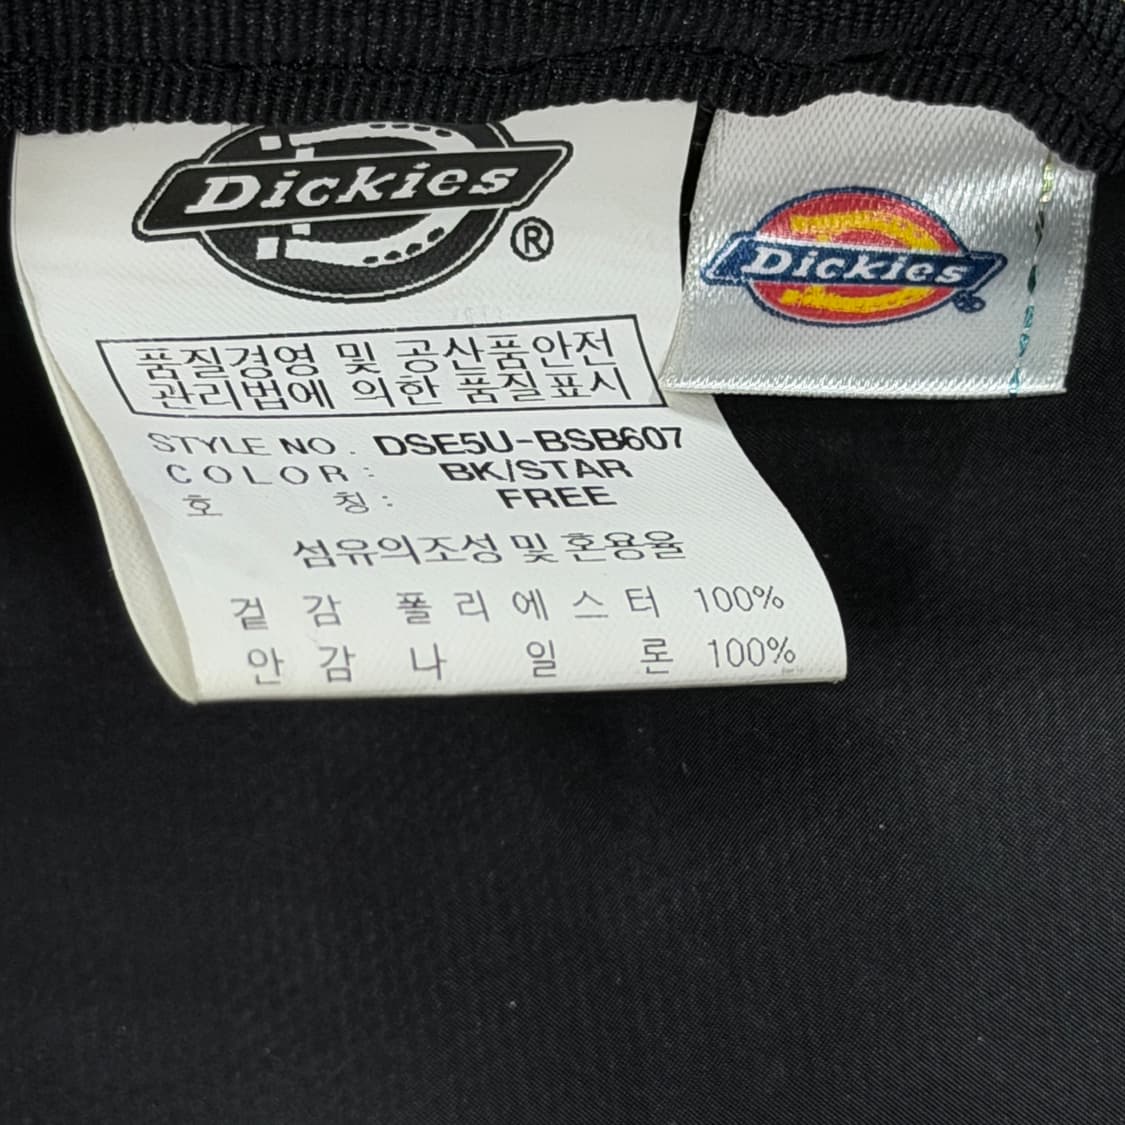 Dickies
®
Dickies
®
품질경영 및 공산품안전
관리법에 의한 품질표시
STYLE NO. DSE5U-BSB607
COLOR: BK/STAR
호 칭: FREE
섬유의조성 및 혼용율
겉감 폴리에스터 100%
안감 나일론 100%